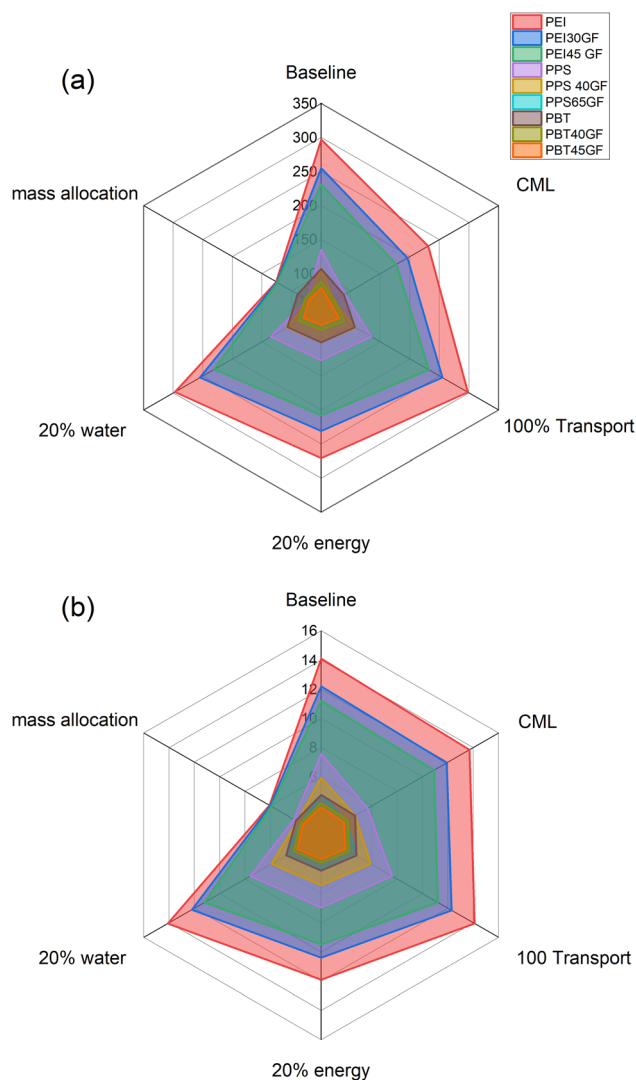 PEI
PEI30GF
PEI45 GF
PPS
PPS 40GF
PPS65GF
PBT
PBT40GF
PBT45GF
(a)
Baseline
350
300
250
200
150
100
mass allocation
CML
20% water
100% Transport
20% energy
(b)
Baseline
16
14
12
10
8
6
mass allocation
CML
20% water
100 Transport
20% energy